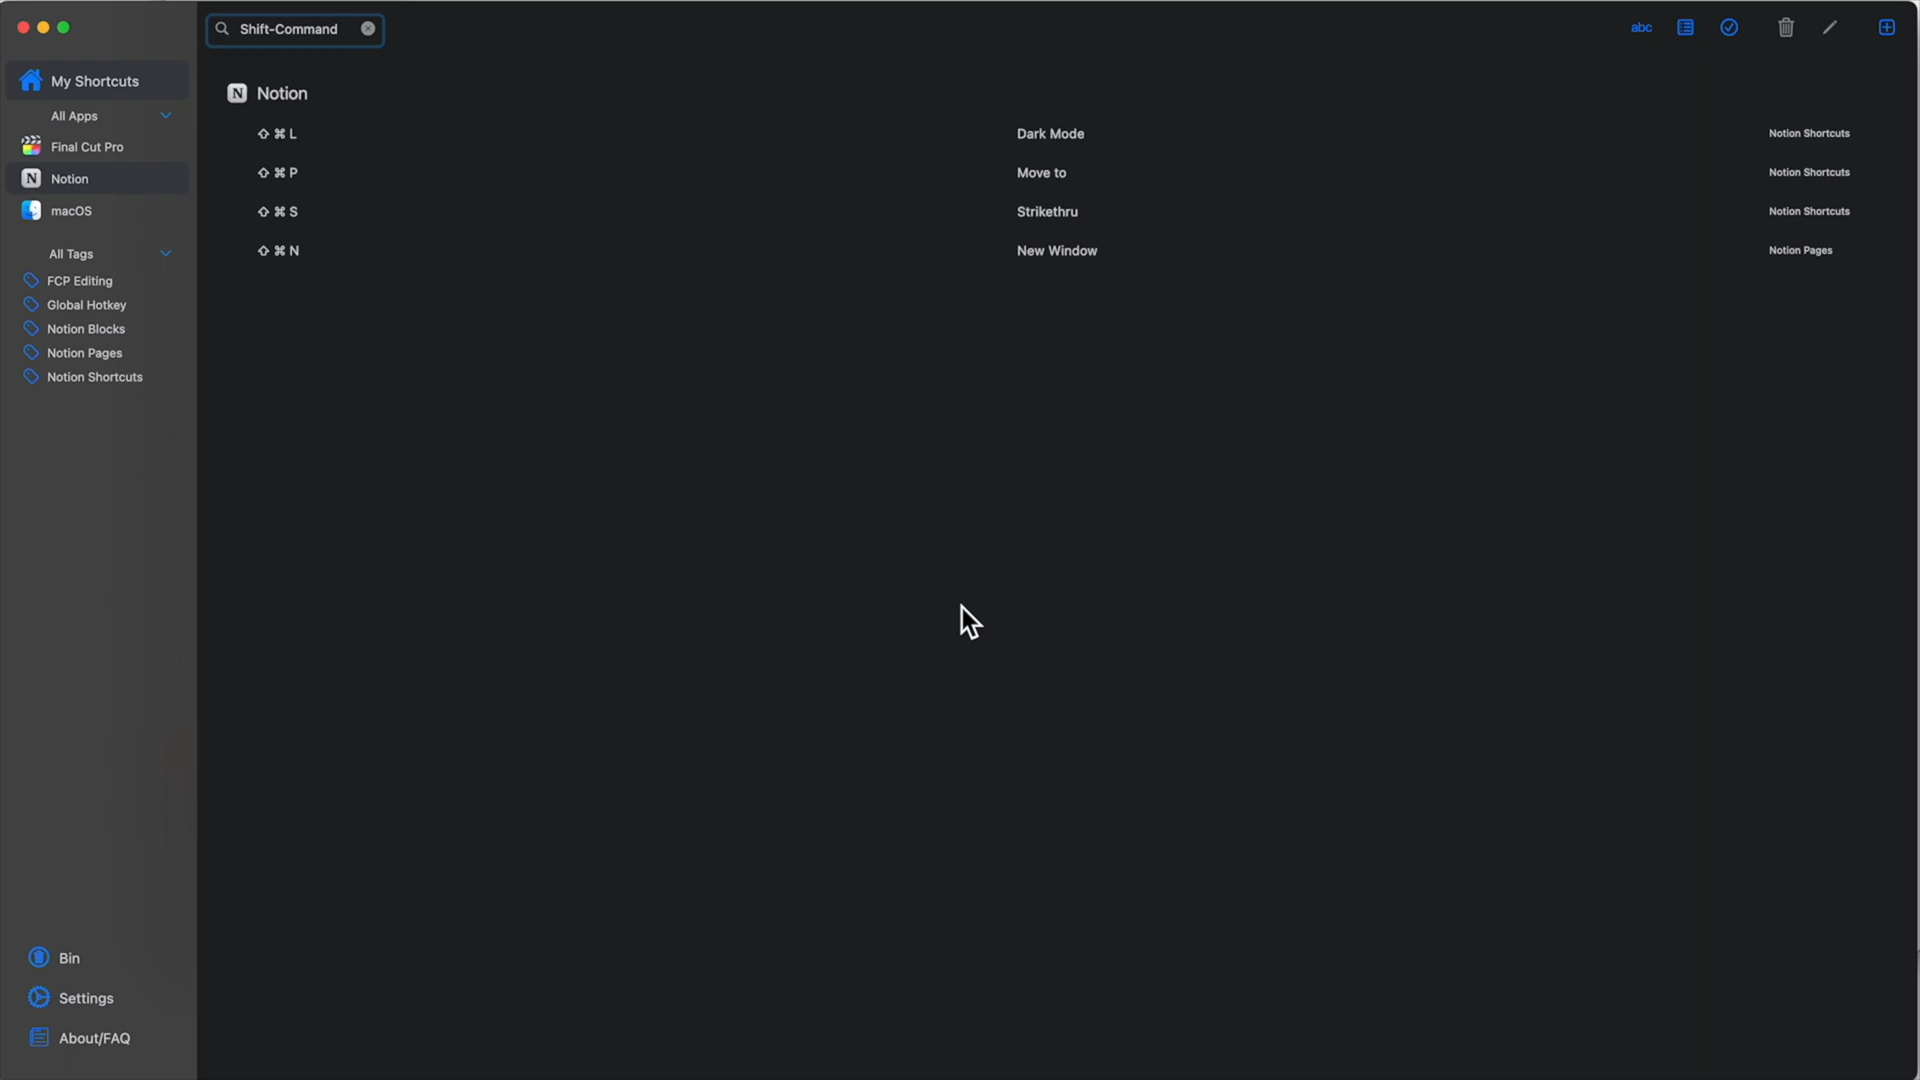 Shift-Command
abc
My Shortcuts
All Apps
Final Cut Pro
N Notion
macOS
All Tags
FCP Editing
Global Hotkey
Notion Blocks
Notion Pages
Notion Shortcuts
Bin
Settings
About/FAQ
N Notion
⇧ ⌘ L Dark Mode Notion Shortcuts
⇧ ⌘ P Move to Notion Shortcuts
⇧ ⌘ S Strikethru Notion Shortcuts
⇧ ⌘ N New Window Notion Pages